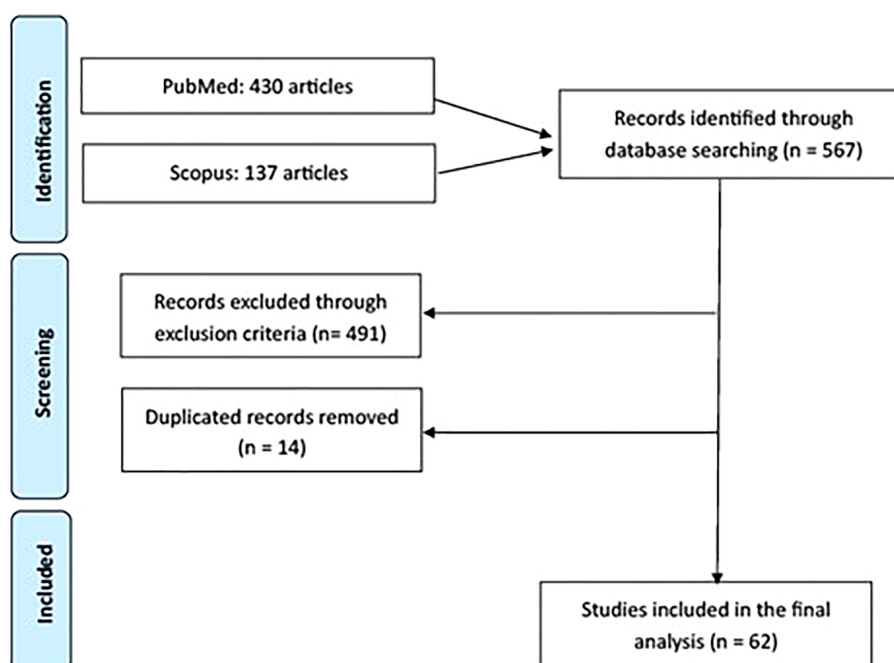 Identification
PubMed: 430 articles
Scopus: 137 articles
Records identified through
database searching (n = 567)
Screening
Records excluded through
exclusion criteria (n= 491)
Duplicated records removed
(n = 14)
Included
Studies included in the final
analysis (n = 62)